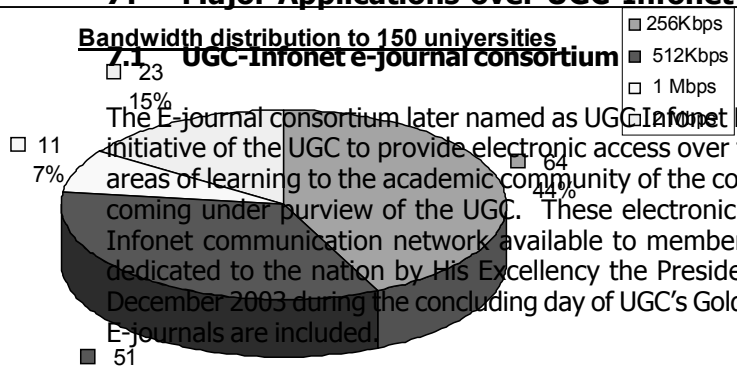 7. Major Applications over UGC Infonet
Bandwidth distribution to 150 universities
7.1 UGC-Infonet e-journal consortium
256Kbps
512Kbps
1 Mbps
2 Mbps
23
15%
11
7%
64
44%
51
The E-journal consortium later named as UGC Infonet
initiative of the UGC to provide electronic access over
areas of learning to the academic community of the co
coming under purview of the UGC. These electronic
Infonet communication network available to member
dedicated to the nation by His Excellency the Preside
December 2003 during the concluding day of UGC's Gold
E-journals are included.